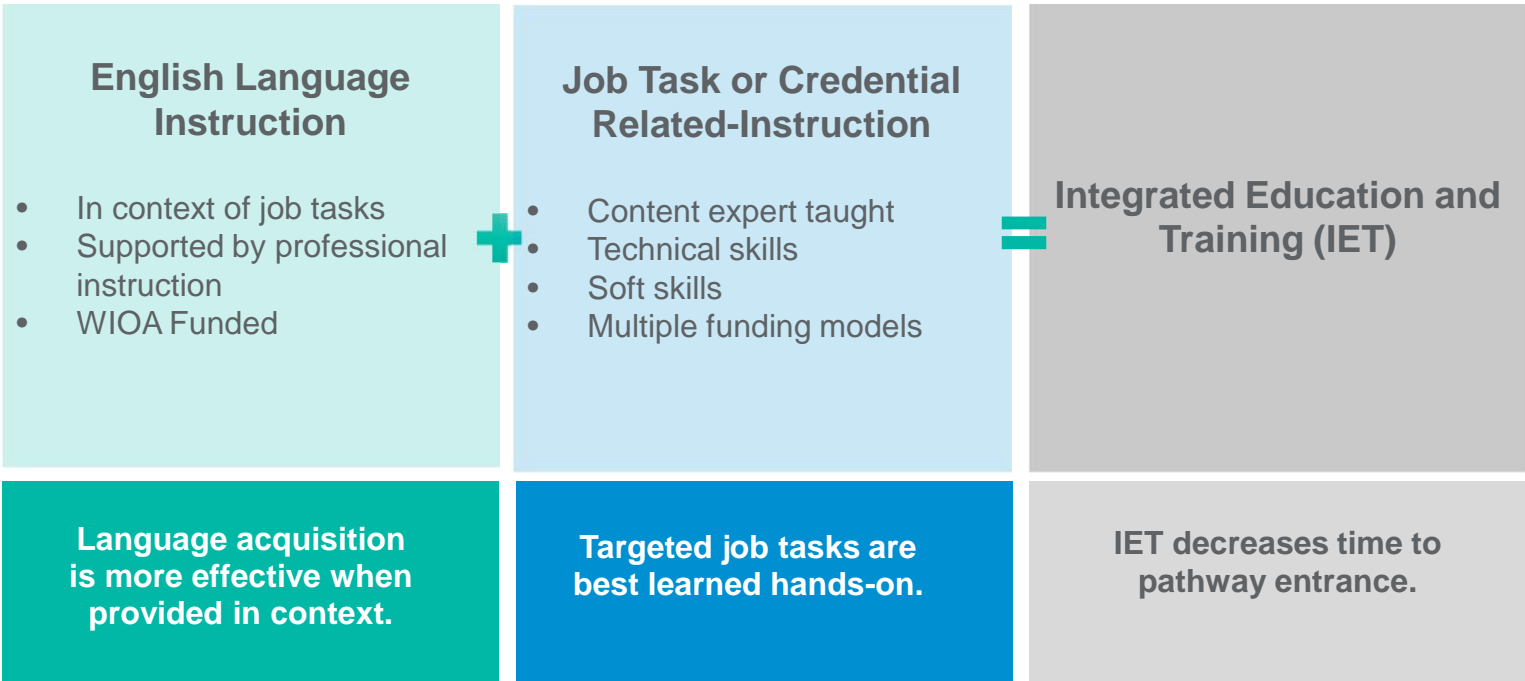 English Language
Instruction
• In context of job tasks
• Supported by professional
instruction
• WIOA Funded
+
Job Task or Credential
Related-Instruction
• Content expert taught
• Technical skills
• Soft skills
• Multiple funding models
=
Integrated Education and
Training (IET)
Language acquisition
is more effective when
provided in context.
Targeted job tasks are
best learned hands-on.
IET decreases time to
pathway entrance.